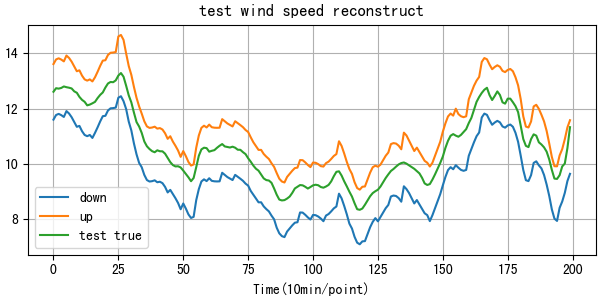 test wind speed reconstruct
14
12
10
8
down
up
test true
0 25 50 75 100 125 150 175 200
Time(10min/point)